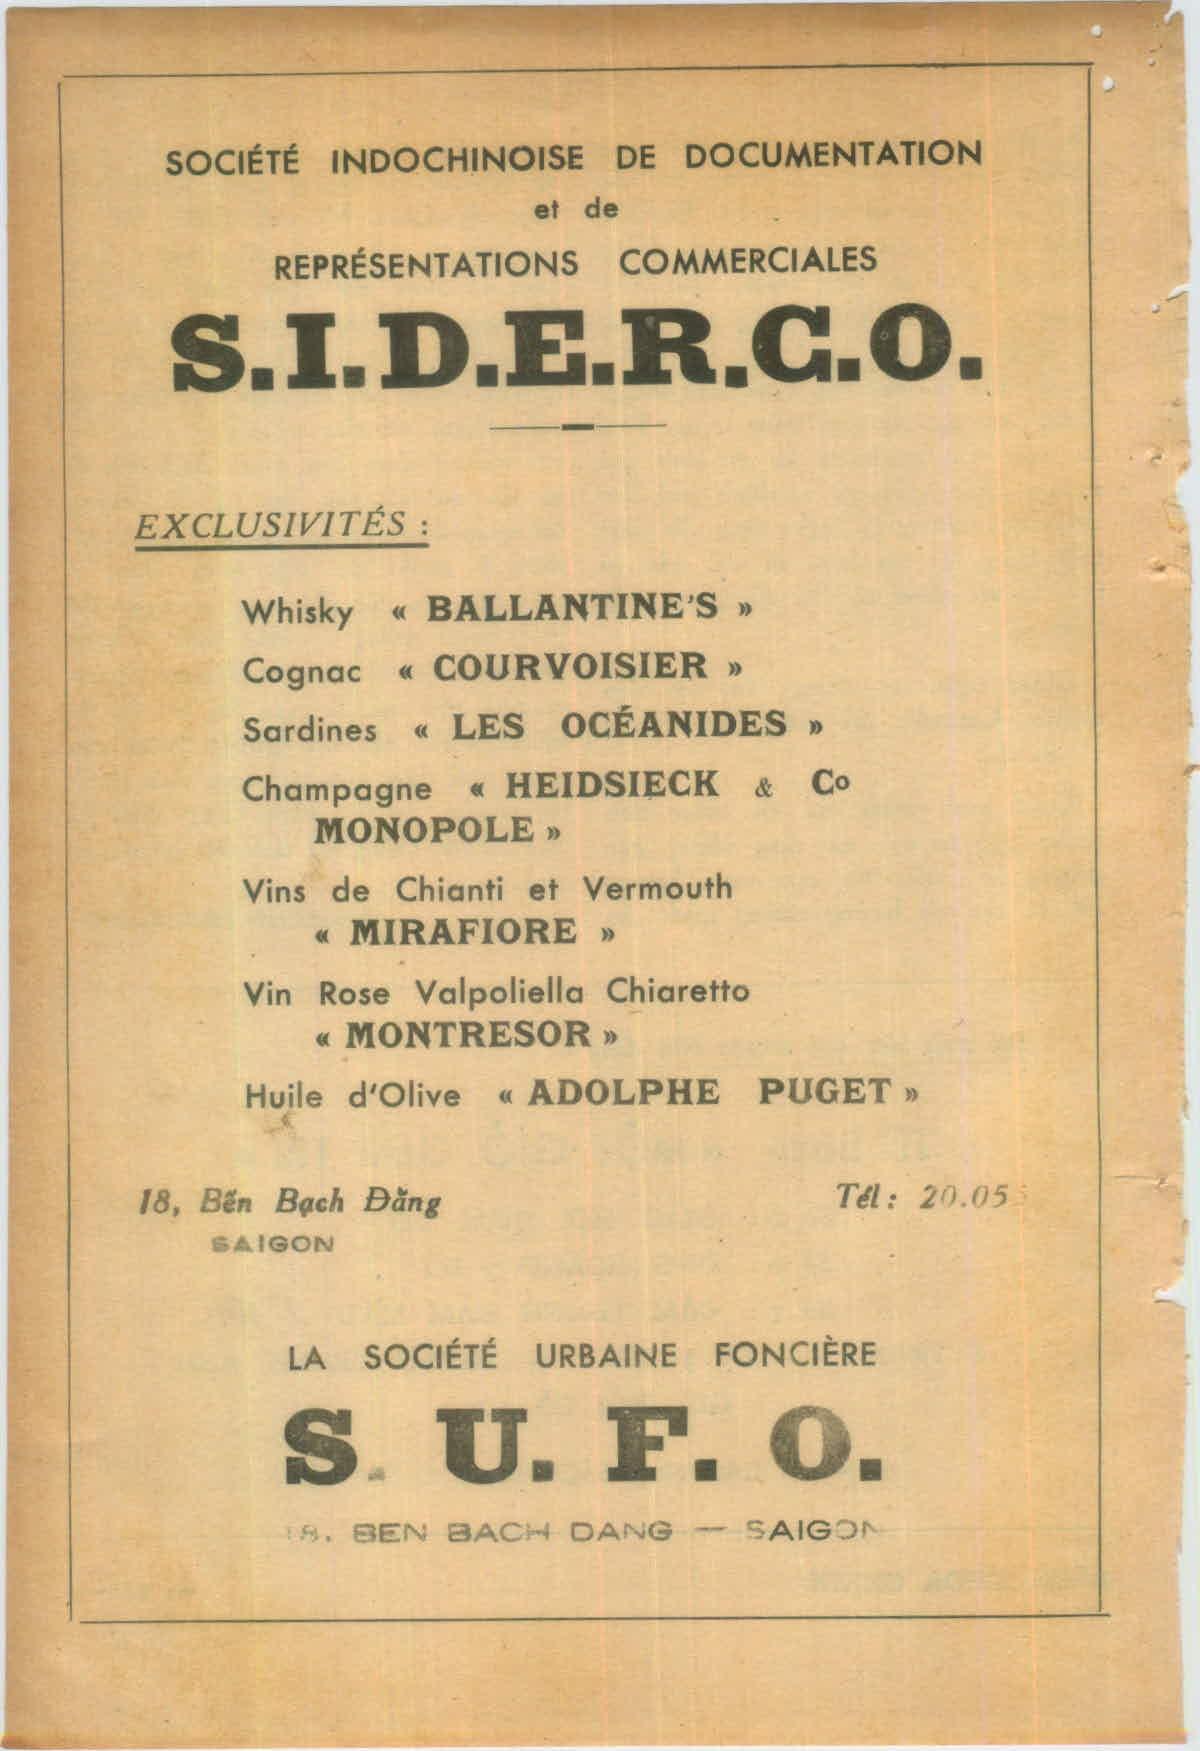 SOCIÉTÉ INDOCHINOISE DE DOCUMENTATION
et de
REPRÉSENTATIONS COMMERCIALES
S.I.D.E.R.C.O.
EXCLUSIVITÉS :
Whisky « BALLANTINE'S »
Cognac « COURVOISIER »
Sardines « LES OCÉANIDES »
Champagne « HEIDSIECK & Co
MONOPOLE »
Vins de Chianti et Vermouth
« MIRAFIORE »
Vin Rose Valpoliella Chiaretto
« MONTRESOR »
Huile d'Olive « ADOLPHE PUGET »
18, Bến Bạch Đằng
Tél :
SAIGON
LA SOCIÉTÉ URBAINE FONCIÈRE
S. U. F. O.
18. BEN BACH DANG — SAIGON